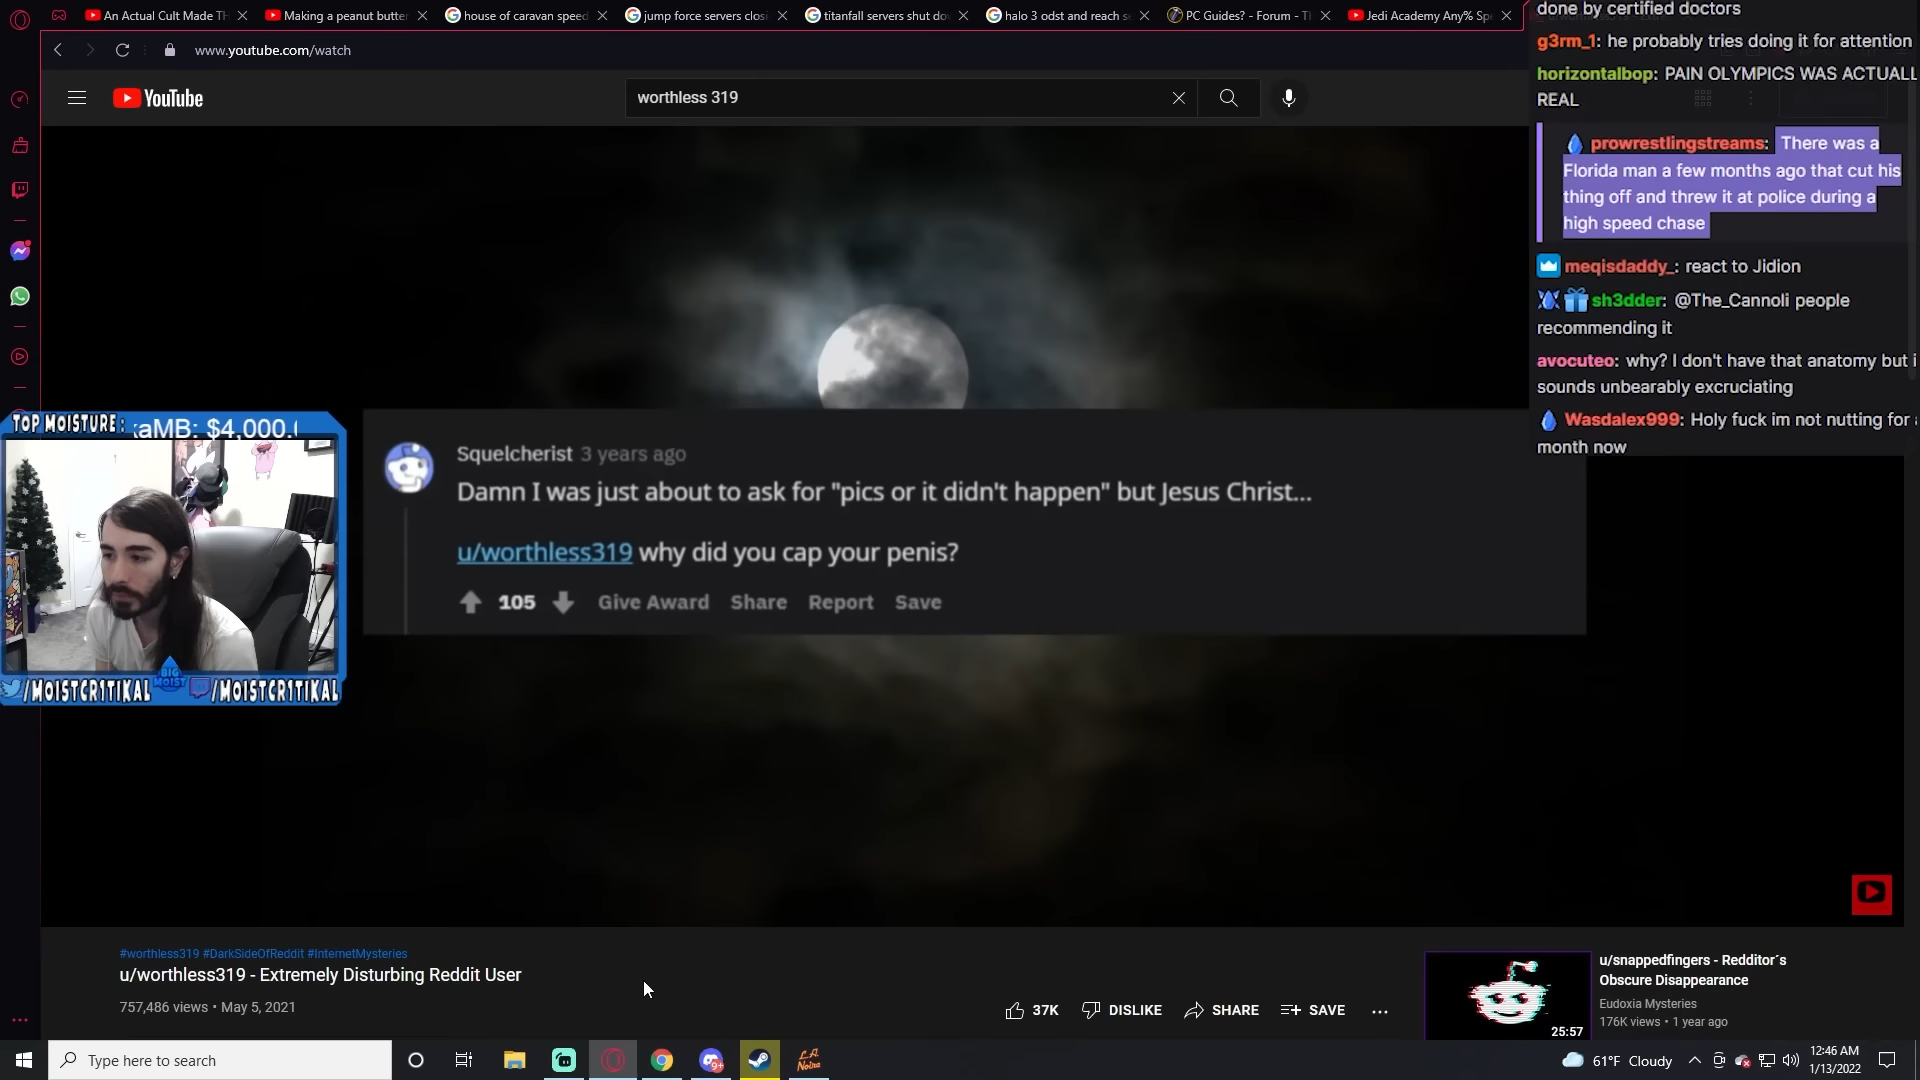 An Actual Cult Made Th
Making a peanut butter
house of caravan speed
jump force servers clos
titanfall servers shut do
halo 3 odst and reach s
PC Guides? - Forum - T
Jedi Academy Any% Sp
www.youtube.com/watch
YouTube
worthless 319
done by certified doctors
g3rm_1: he probably tries doing it for attention
horizontalbop: PAIN OLYMPICS WAS ACTUALL
REAL
prowrestlingstreams: There was a
Florida man a few months ago that cut his
thing off and threw it at police during a
high speed chase
meqisdaddy_: react to Jidion
sh3dder: @The_Cannoli people
recommending it
avocuteo: why? I don't have that anatomy but i
sounds unbearably excruciating
Wasdalex999: Holy fuck im not nutting for a
month now
TOP MOISTURE:
kaMB: $4,000.0
BIG
MOIST
/MOISTCR1TIKAL
/MOISTCR1TIKAL
Squelcherist 3 years ago
Damn I was just about to ask for "pics or it didn't happen" but Jesus Christ...
u/worthless319 why did you cap your penis?
105 Give Award Share Report Save
#worthless319 #DarkSideOfReddit #InternetMysteries
u/worthless319 - Extremely Disturbing Reddit User
757,486 views • May 5, 2021
37K DISLIKE SHARE SAVE
u/snappedfingers - Redditor´s
Obscure Disappearance
Eudoxia Mysteries
176K views • 1 year ago
25:57
Type here to search
9+
L.A.
Noire
61°F Cloudy
12:46 AM
1/13/2022